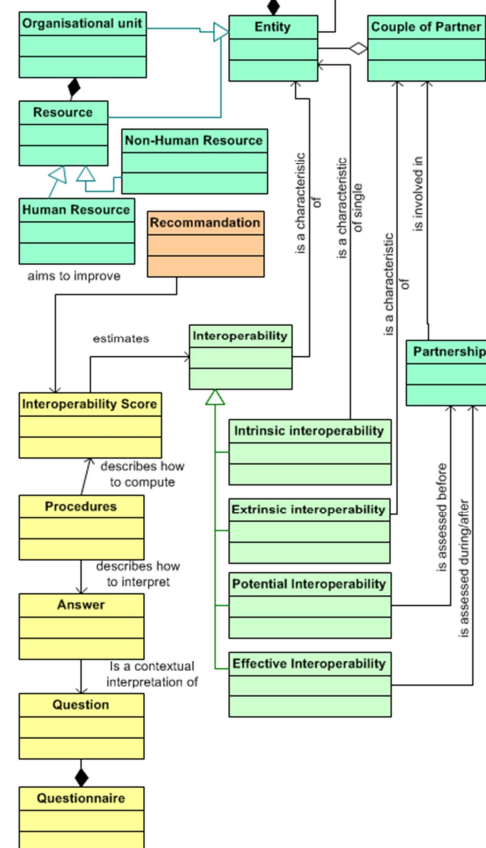 Organisational unit
Entity
Couple of Partner
Resource
Non-Human Resource
Human Resource
Recommandation
aims to improve
is a characteristic
of
is a characteristic
of single
is a characteristic
of
is involved in
estimates
Interoperability
Partnership
Interoperability Score
Intrinsic interoperability
describes how
to compute
Procedures
Extrinsic interoperability
is assessed before
is assessed during/after
describes how
to interpret
Potential Interoperability
Answer
Effective Interoperability
Is a contextual
interpretation of
Question
Questionnaire